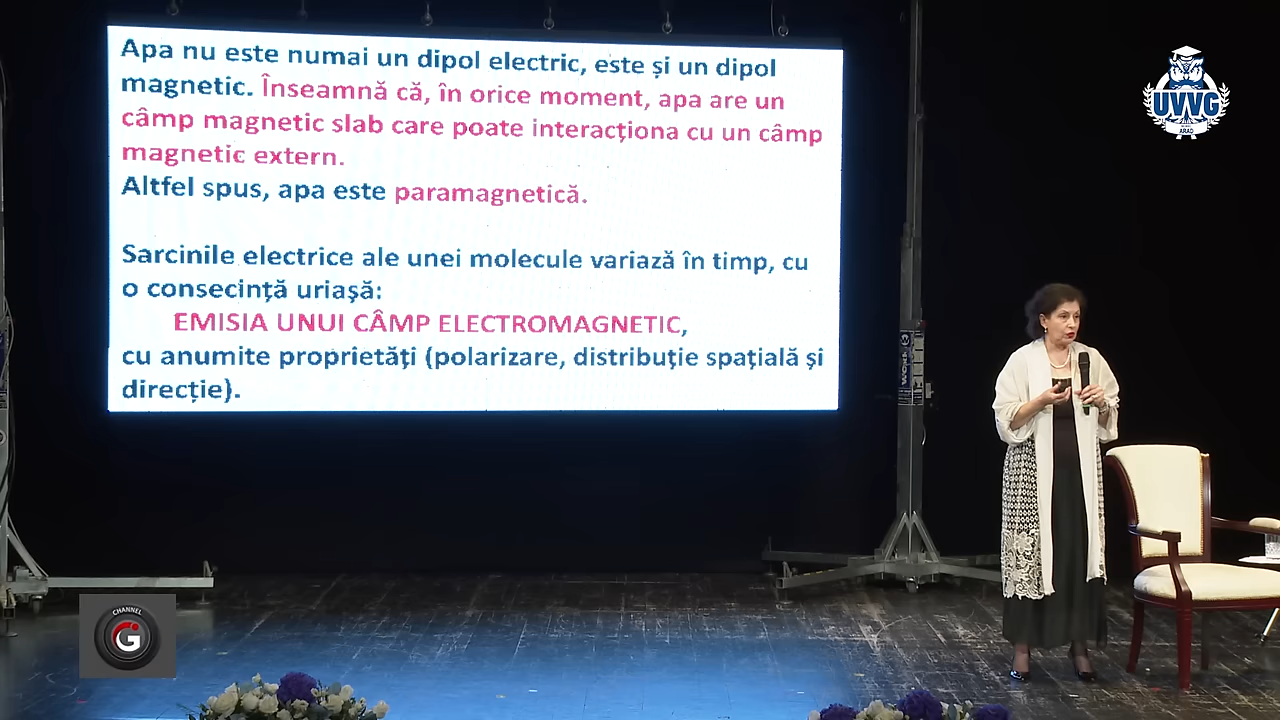 Apa nu este numai un dipol electric, este și un dipol
magnetic. Înseamnă că, în orice moment, apa are un
câmp magnetic slab care poate interacționa cu un câmp
magnetic extern.
Altfel spus, apa este paramagnetică.
Sarcinile electrice ale unei molecule variază în timp, cu
o consecință uriaşă:
EMISIA UNUI CÂMP ELECTROMAGNETIC,
cu anumite proprietăți (polarizare, distribuție spațială și
direcție).
UVVG
ARAD
WORK
CHANNEL
G